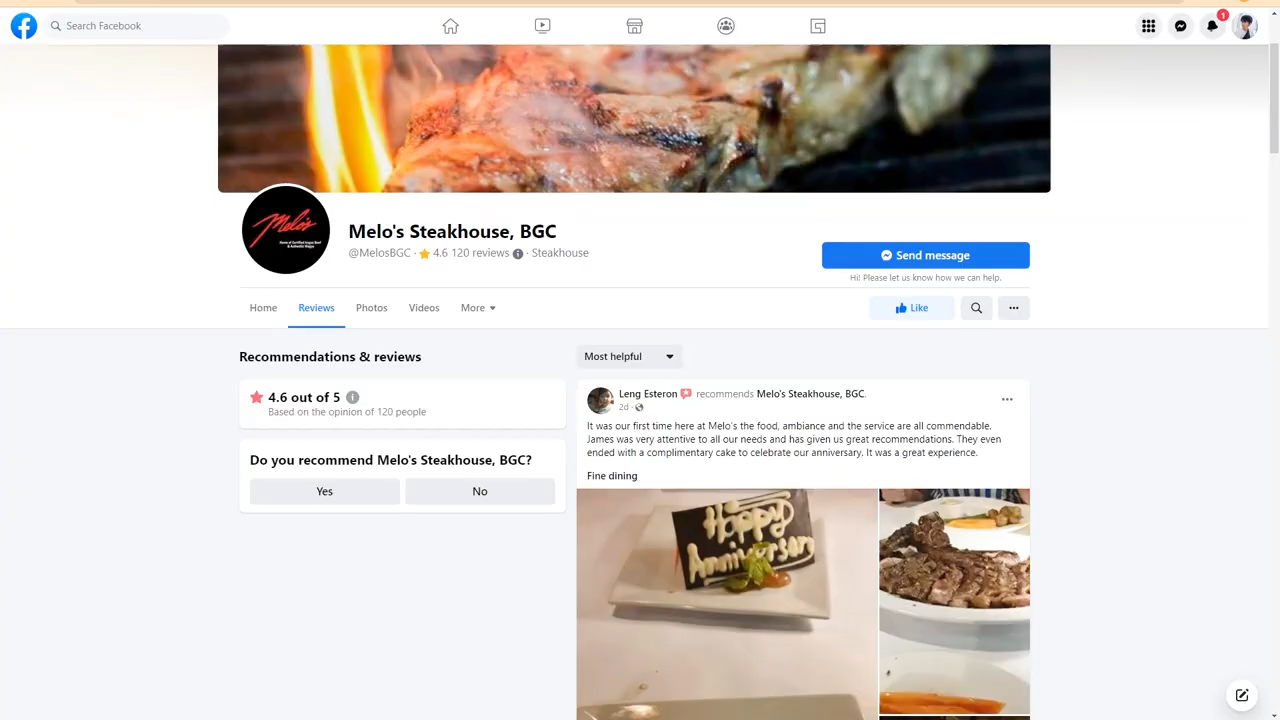 Search Facebook
1
Melo's
Melo's Steakhouse, BGC
@MelosBGC · 4.6 120 reviews · Steakhouse
Send message
Hi! Please let us know how we can help.
Home Reviews Photos Videos More
Like
Recommendations & reviews
Most helpful
4.6 out of 5
Based on the opinion of 120 people
Do you recommend Melo's Steakhouse, BGC?
Yes No
Leng Esteron recommends Melo's Steakhouse, BGC.
2d ·
It was our first time here at Melo's the food, ambiance and the service are all commendable.
James was very attentive to all our needs and has given us great recommendations. They even
ended with a complimentary cake to celebrate our anniversary. It was a great experience.
Fine dining
Happy
Anniversary